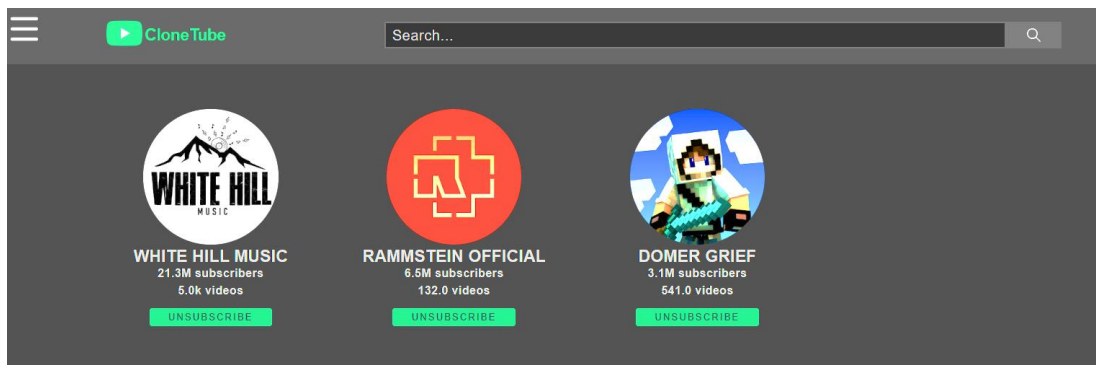 CloneTube
Search...
WHITE HILL
MUSIC
WHITE HILL MUSIC
21.3M subscribers
5.0k videos
UNSUBSCRIBE
RAMMSTEIN OFFICIAL
6.5M subscribers
132.0 videos
UNSUBSCRIBE
DOMER GRIEF
3.1M subscribers
541.0 videos
UNSUBSCRIBE